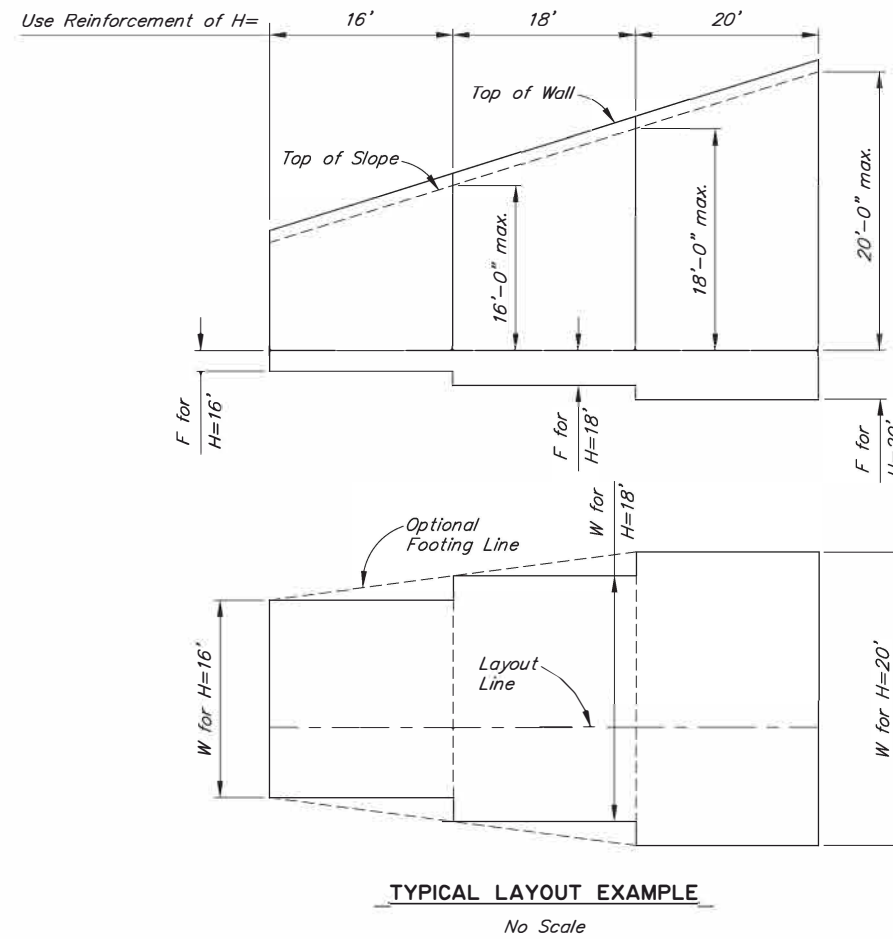 Use Reinforcement of H=
16'
18'
20'
Top of Wall
Top of Slope
16'-0" max.
18'-0" max.
20'-0" max.
F for
H=16'
F for
H=18'
F for
H=20'
W for
H=18'
Optional
Footing Line
W for H=16'
Layout
Line
W for H=20'
TYPICAL LAYOUT EXAMPLE
No Scale